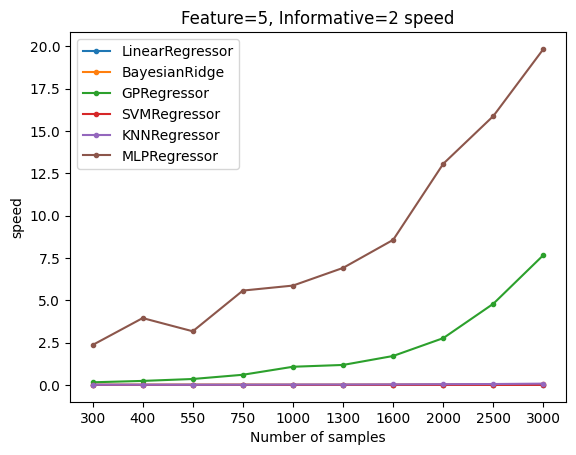 Feature=5, Informative=2 speed
LinearRegressor
BayesianRidge
GPRegressor
SVMRegressor
KNNRegressor
MLPRegressor
speed
20.0
17.5
15.0
12.5
10.0
7.5
5.0
2.5
0.0
300 400 550 750 1000 1300 1600 2000 2500 3000
Number of samples